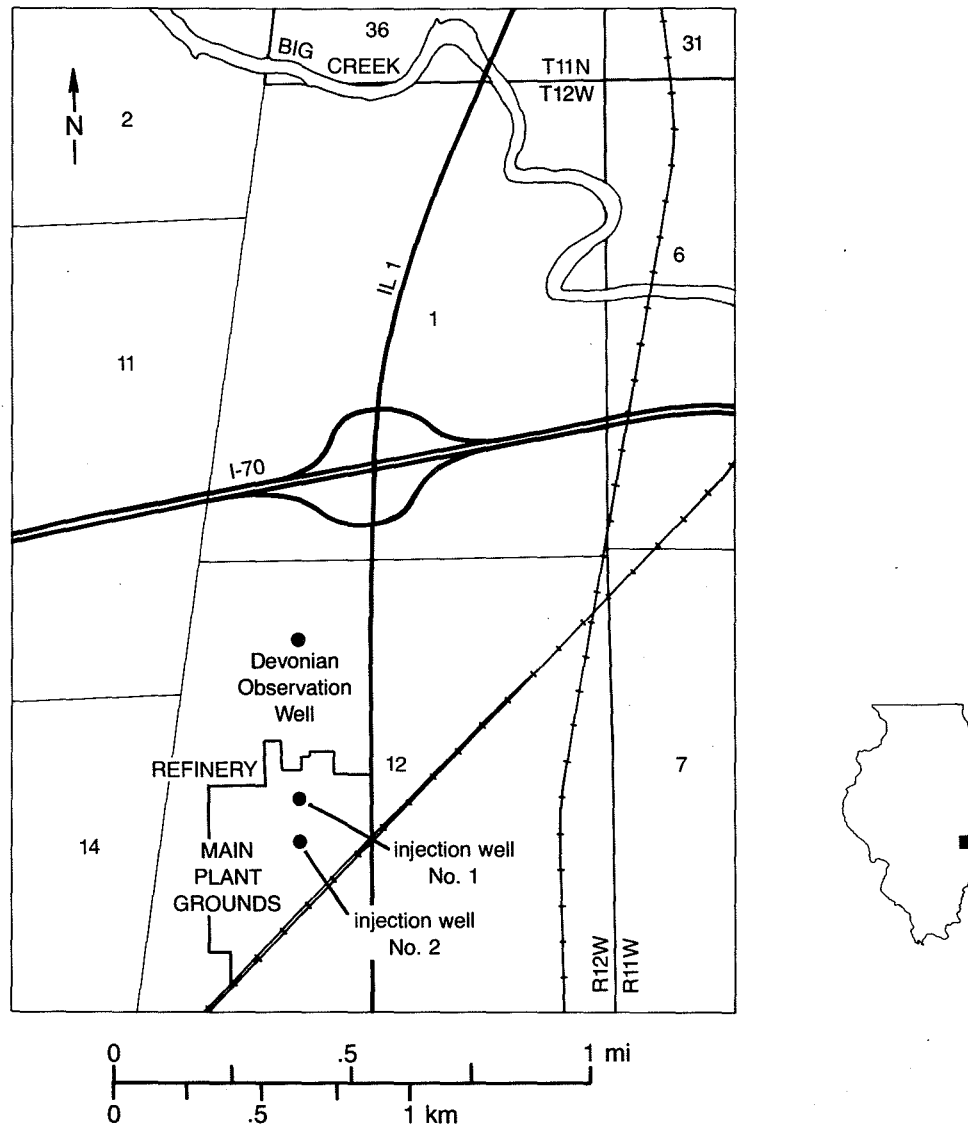 36
31
BIG
CREEK
T11N
T12W
N
2
6
IL 1
1
11
I-70
Devonian
Observation
Well
REFINERY
12
7
14
MAIN
PLANT
GROUNDS
injection well
No. 1
injection well
No. 2
R12W
R11W
0 .5 1 mi
0 .5 1 km